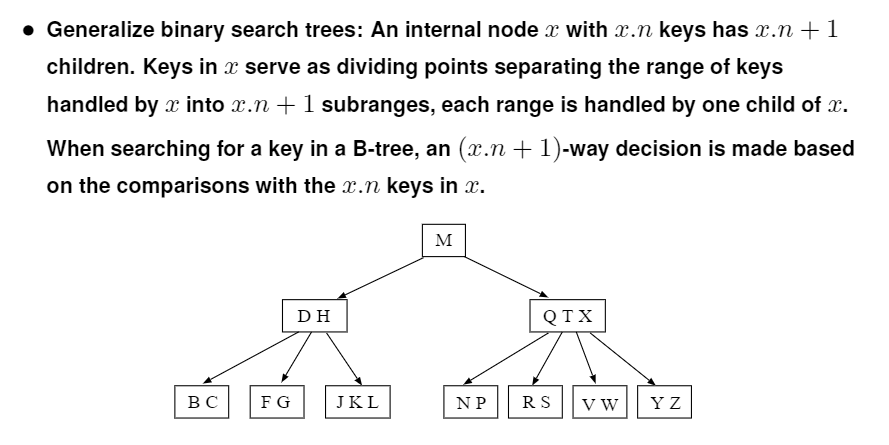 ● Generalize binary search trees: An internal node x with x.n keys has x.n + 1
children. Keys in x serve as dividing points separating the range of keys
handled by x into x.n + 1 subranges, each range is handled by one child of x.
When searching for a key in a B-tree, an (x.n + 1)-way decision is made based
on the comparisons with the x.n keys in x.
M
D H
Q T X
B C
F G
J K L
N P
R S
V W
Y Z